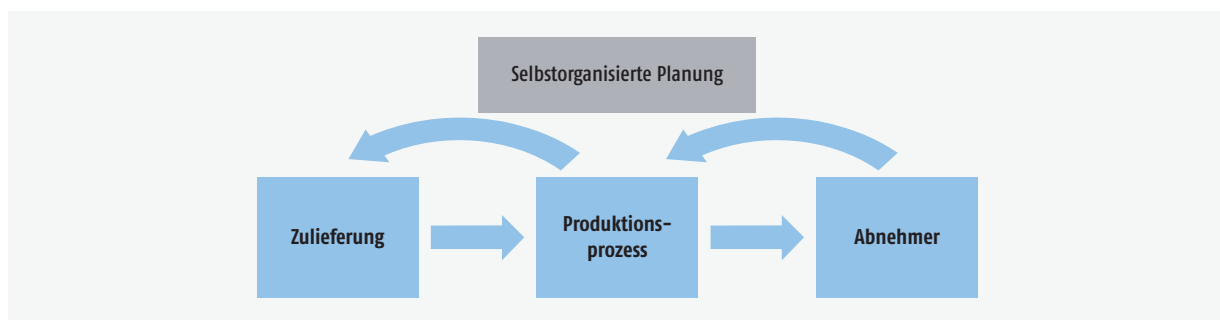 Selbstorganisierte Planung
Zulieferung
Produktions-
prozess
Abnehmer